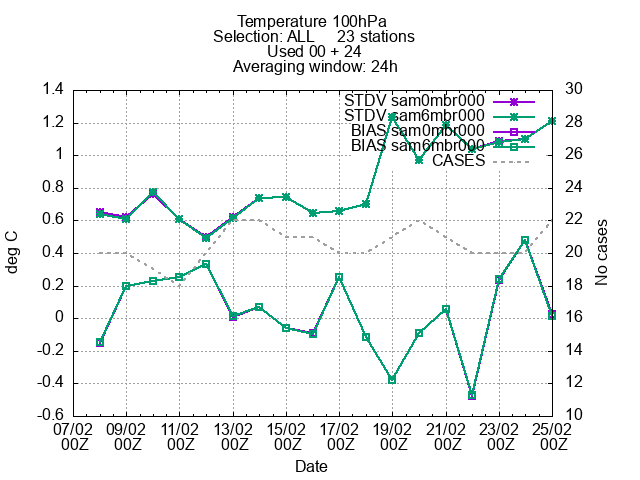 Temperature 100hPa
Selection: ALL 23 stations
Used 00 + 24
Averaging window: 24h
1.4
1.2
1
0.8
0.6
0.4
0.2
0
-0.2
-0.4
-0.6
deg C
30
28
26
24
22
20
18
16
14
12
10
No cases
STDV sam0mbr000
STDV sam6mbr000
BIAS sam0mbr000
BIAS sam6mbr000
CASES
07/02 09/02 11/02 13/02 15/02 17/02 19/02 21/02 23/02 25/02
00Z 00Z 00Z 00Z 00Z 00Z 00Z 00Z 00Z 00Z
Date